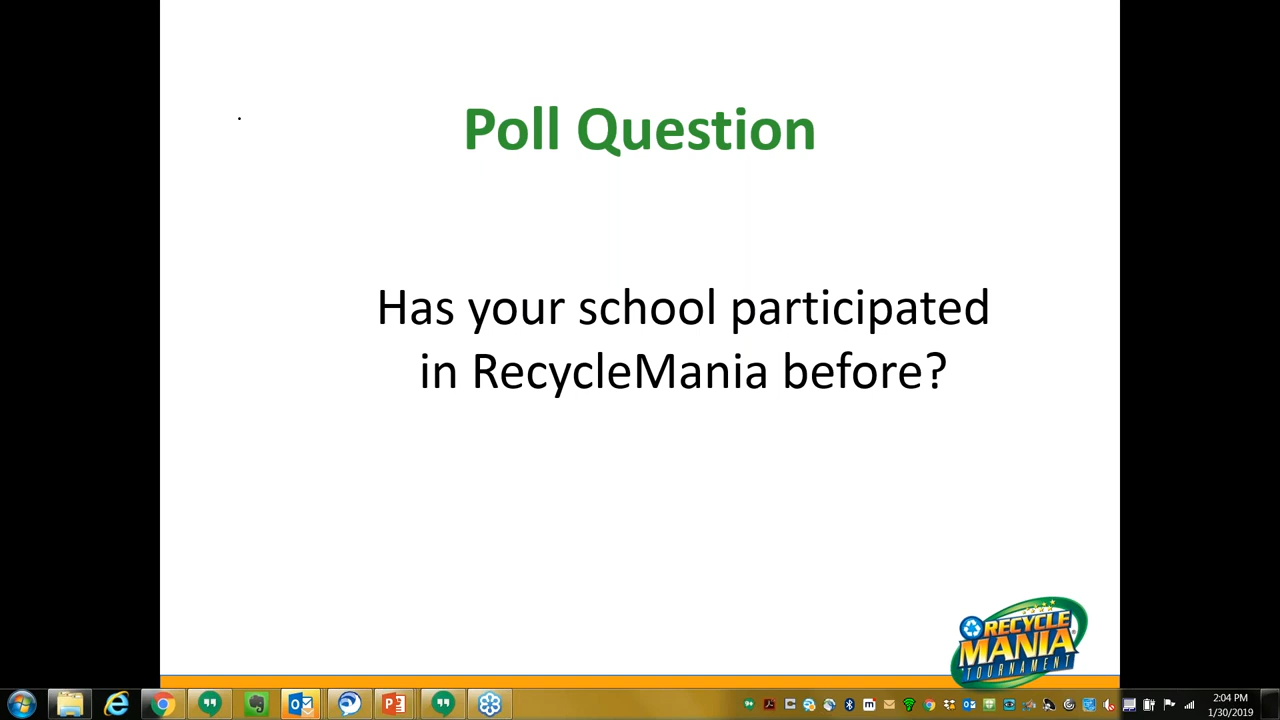 Poll Question
Has your school participated
in RecycleMania before?
RECYCLE
MANIA
TOURNAMENT
2:04 PM
1/30/2019